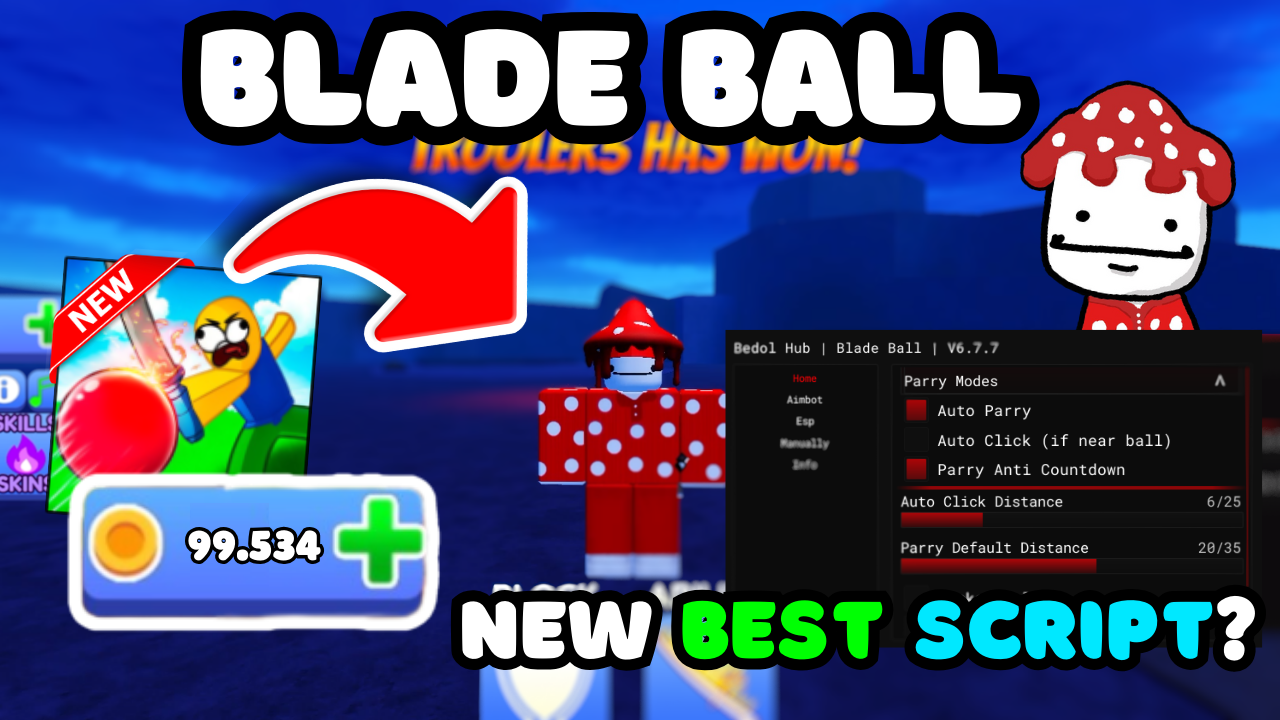 BLADE BALL
TROOLERS HAS WON!
NEW
Bedol Hub | Blade Ball | V6.7.7
Home
Aimbot
Esp
Manually
Info
Parry Modes
Auto Parry
Auto Click (if near ball)
Parry Anti Countdown
Auto Click Distance 6/25
Parry Default Distance 20/35
SKILLS
SKINS
99.534
BLOCK
NEW BEST SCRIPT?